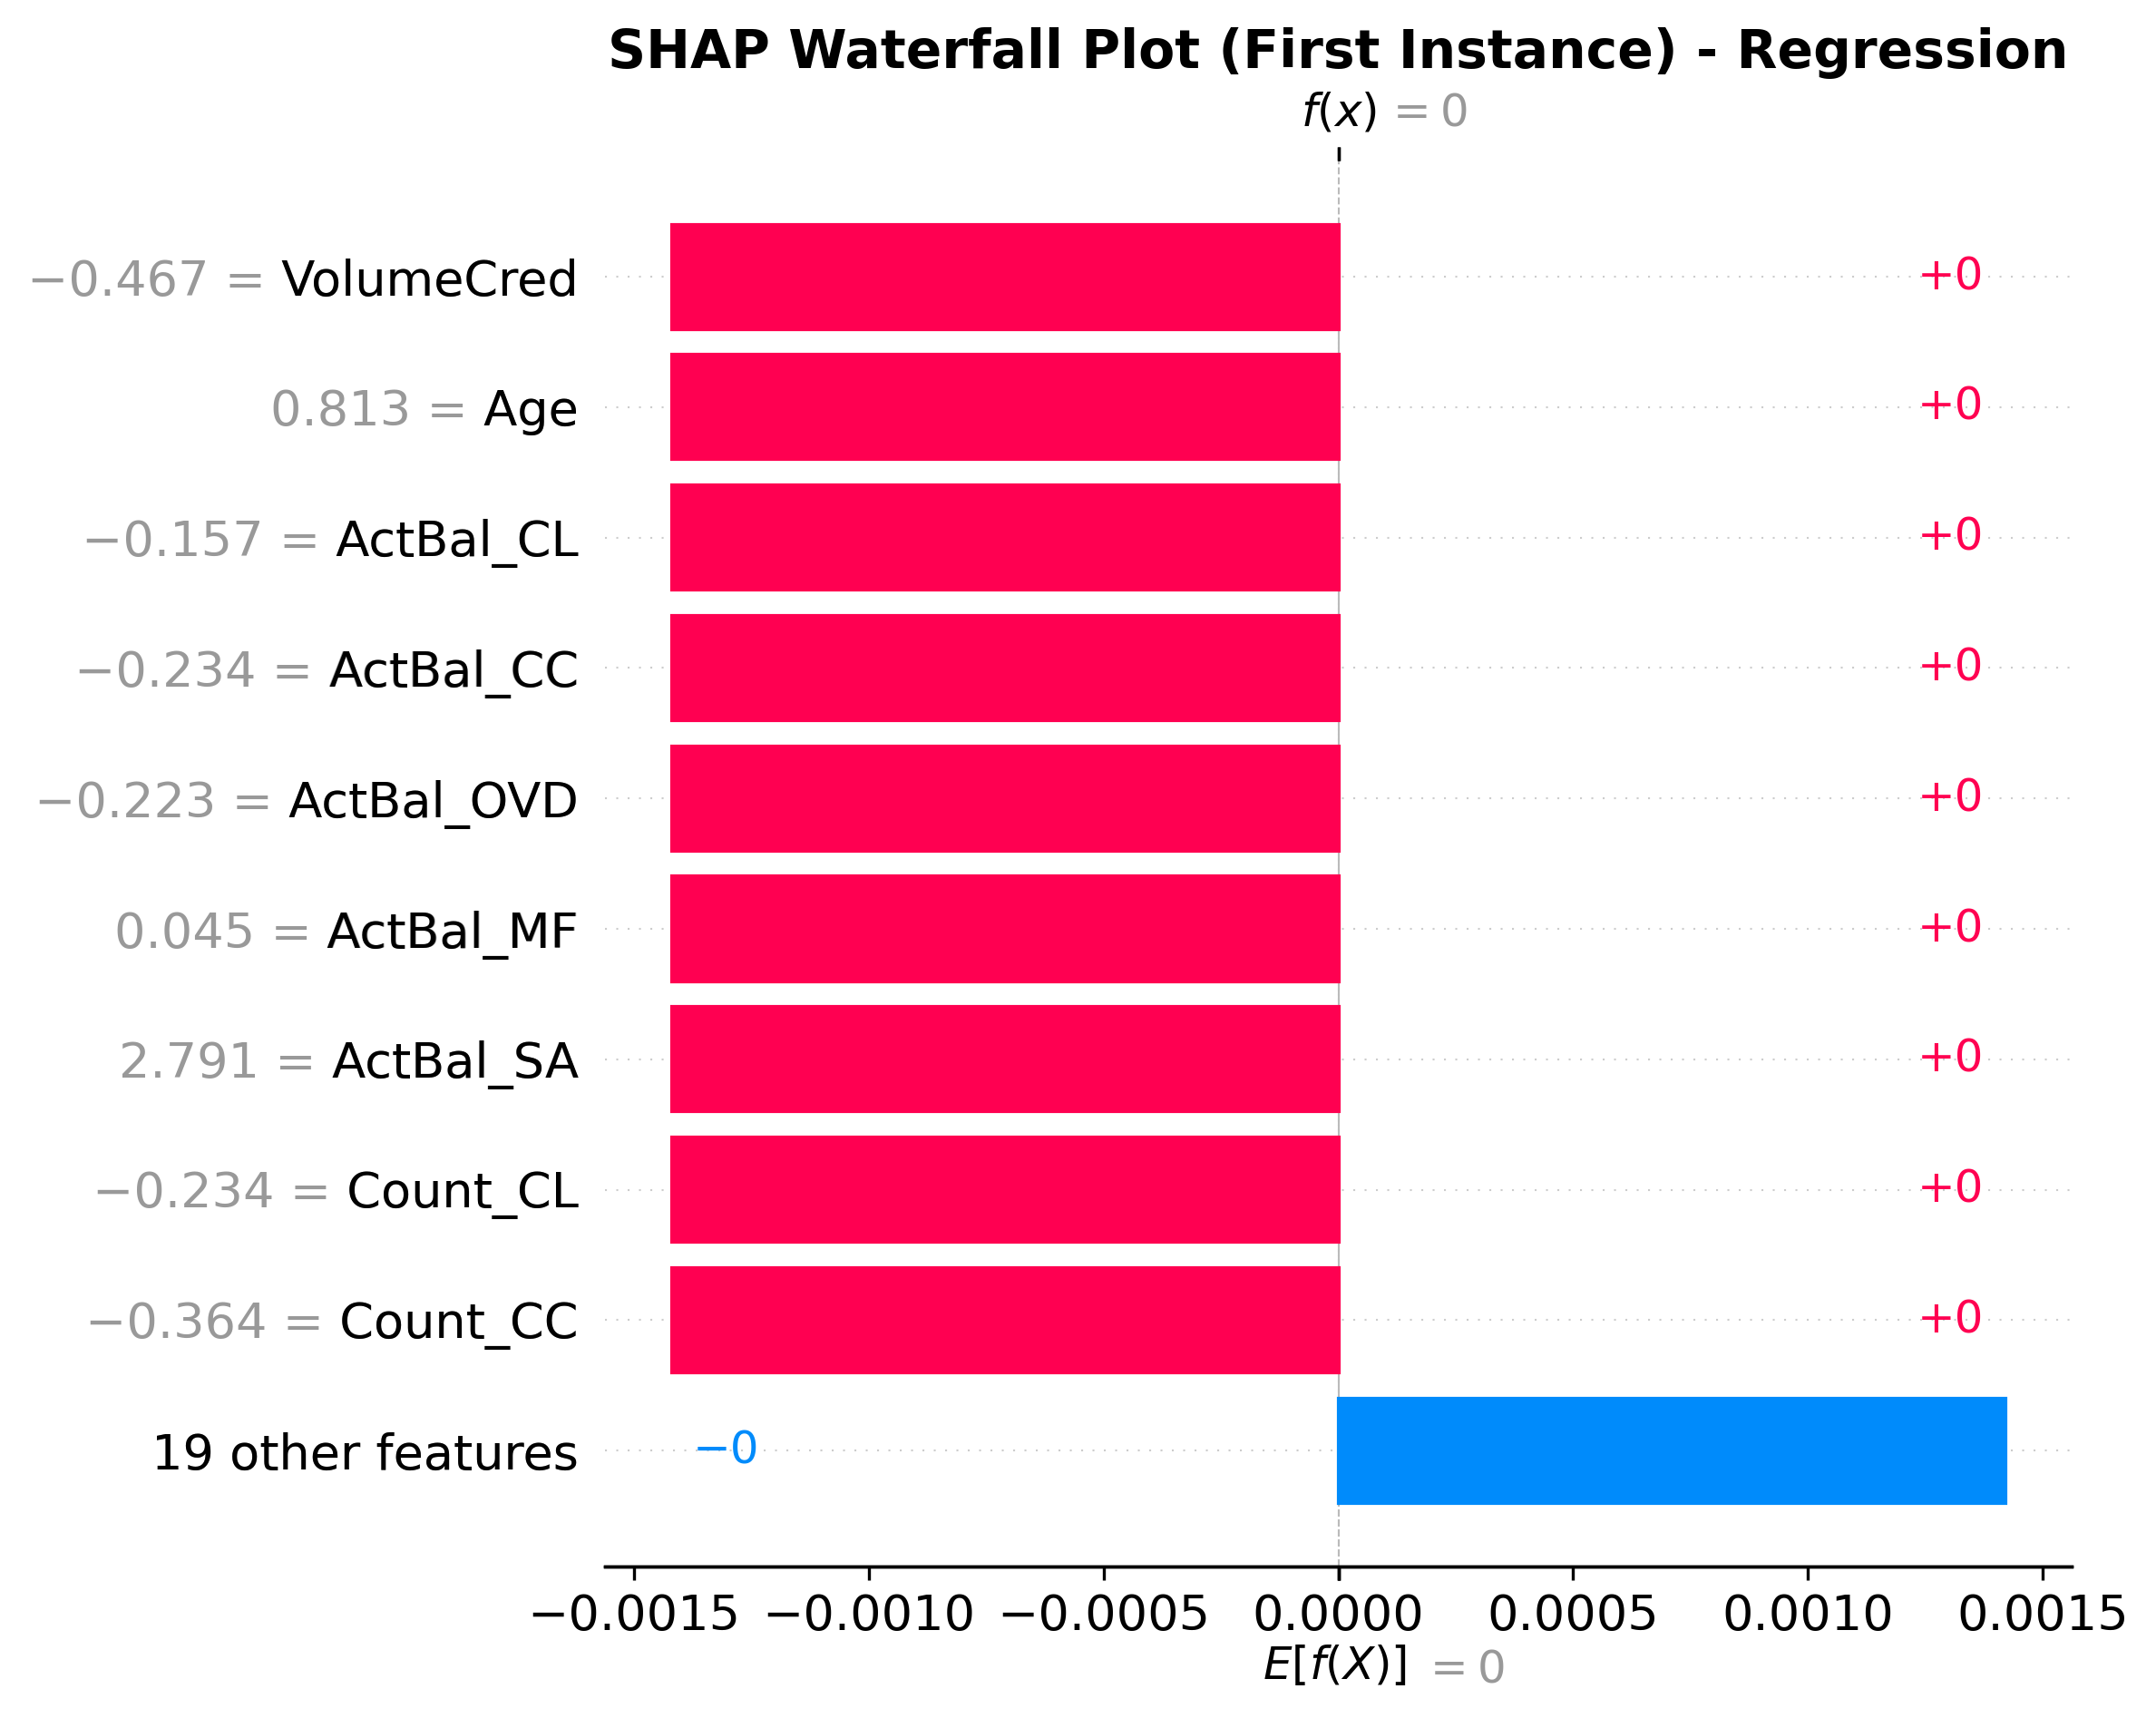 SHAP Waterfall Plot (First Instance) - Regression
f(x) = 0
−0.467 = VolumeCred +0
0.813 = Age +0
−0.157 = ActBal_CL +0
−0.234 = ActBal_CC +0
−0.223 = ActBal_OVD +0
0.045 = ActBal_MF +0
2.791 = ActBal_SA +0
−0.234 = Count_CL +0
−0.364 = Count_CC +0
19 other features −0
−0.0015 −0.0010 −0.0005 0.0000 0.0005 0.0010 0.0015
E[f(X)] = 0